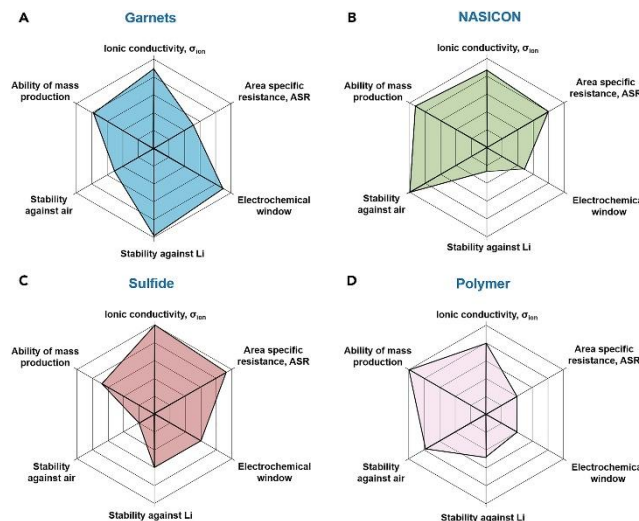 A
Garnets
Ionic conductivity, σion
Ability of mass
production
Area specific
resistance, ASR
Stability
against air
Electrochemical
window
Stability against Li
B
NASICON
Ionic conductivity, σion
Ability of mass
production
Area specific
resistance, ASR
Stability
against air
Electrochemical
window
Stability against Li
C
Sulfide
Ionic conductivity, σion
Ability of mass
production
Area specific
resistance, ASR
Stability
against air
Electrochemical
window
Stability against Li
D
Polymer
Ionic conductivity, σion
Ability of mass
production
Area specific
resistance, ASR
Stability
against air
Electrochemical
window
Stability against Li